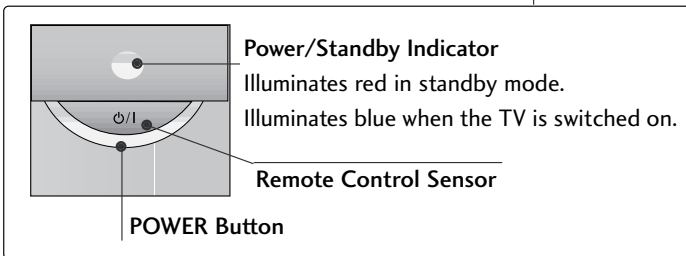 Power/Standby Indicator
Illuminates red in standby mode.
Illuminates blue when the TV is switched on.
⏻/I
Remote Control Sensor
POWER Button